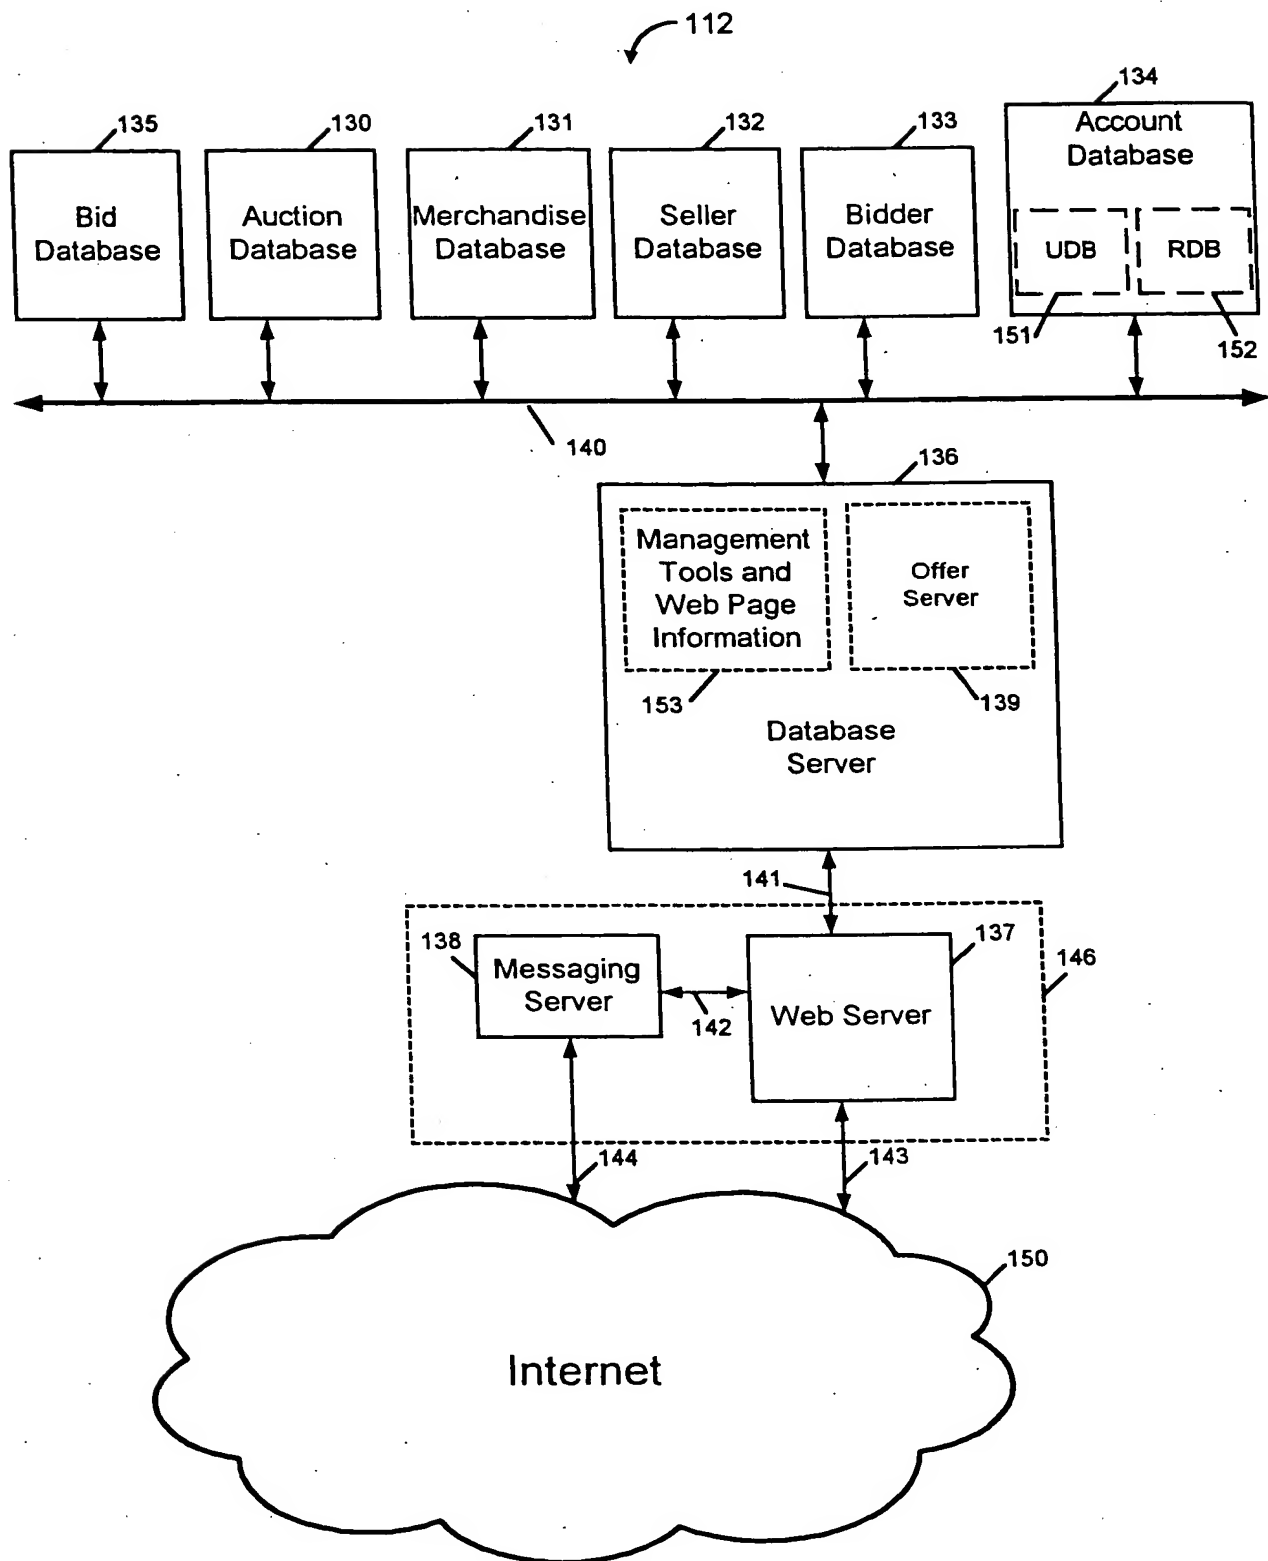 112
135
130
131
132
133
134
Bid
Database
Auction
Database
Merchandise
Database
Seller
Database
Bidder
Database
Account
Database
UDB
RDB
151
152
140
136
Management
Tools and
Web Page
Information
Offer
Server
153
139
Database
Server
141
138
Messaging
Server
142
137
Web Server
146
144
143
150
Internet